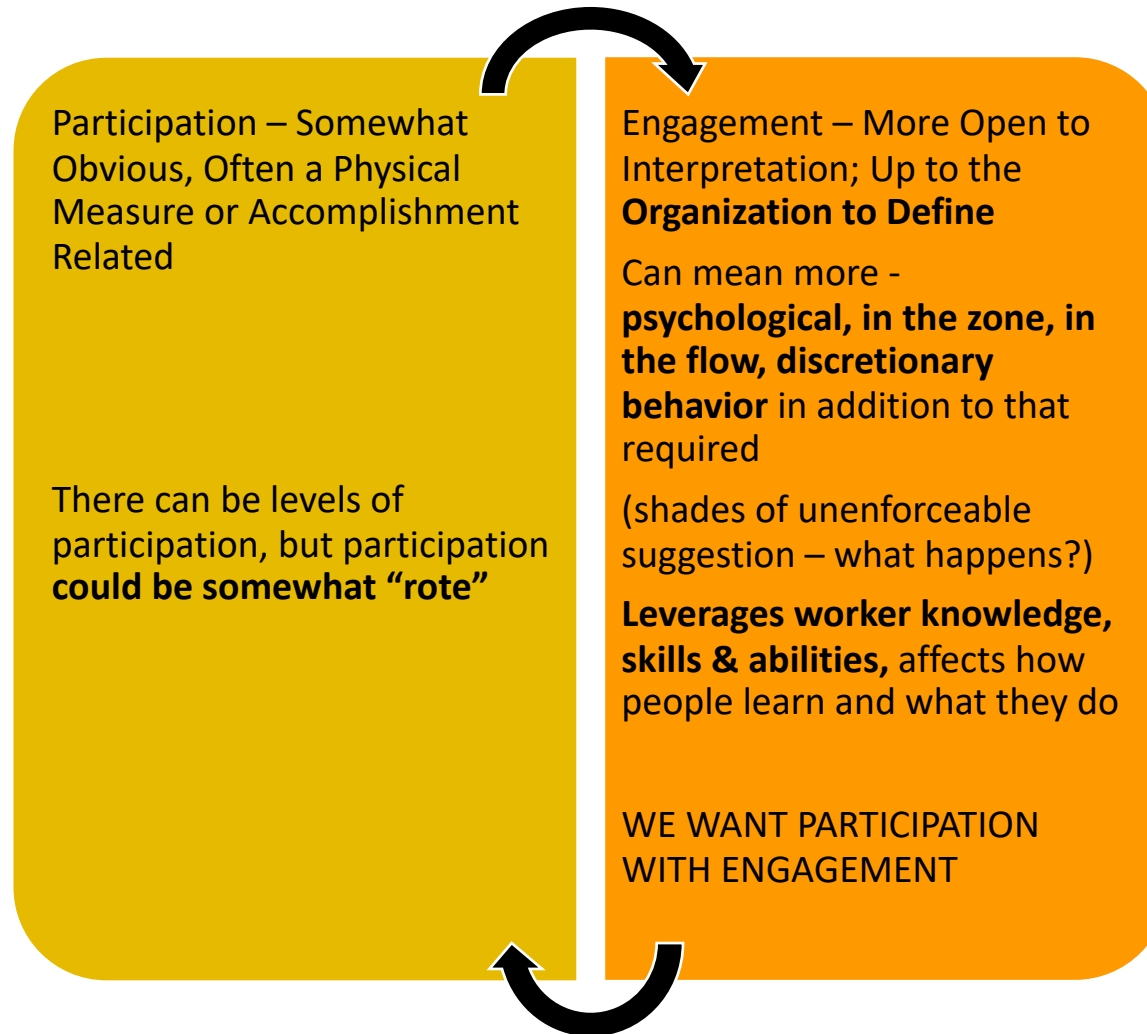 Participation – Somewhat
Obvious, Often a Physical
Measure or Accomplishment
Related
There can be levels of
participation, but participation
could be somewhat “rote”
Engagement – More Open to
Interpretation; Up to the
Organization to Define
Can mean more -
psychological, in the zone, in
the flow, discretionary
behavior in addition to that
required
(shades of unenforceable
suggestion – what happens?)
Leverages worker knowledge,
skills & abilities, affects how
people learn and what they do
WE WANT PARTICIPATION
WITH ENGAGEMENT